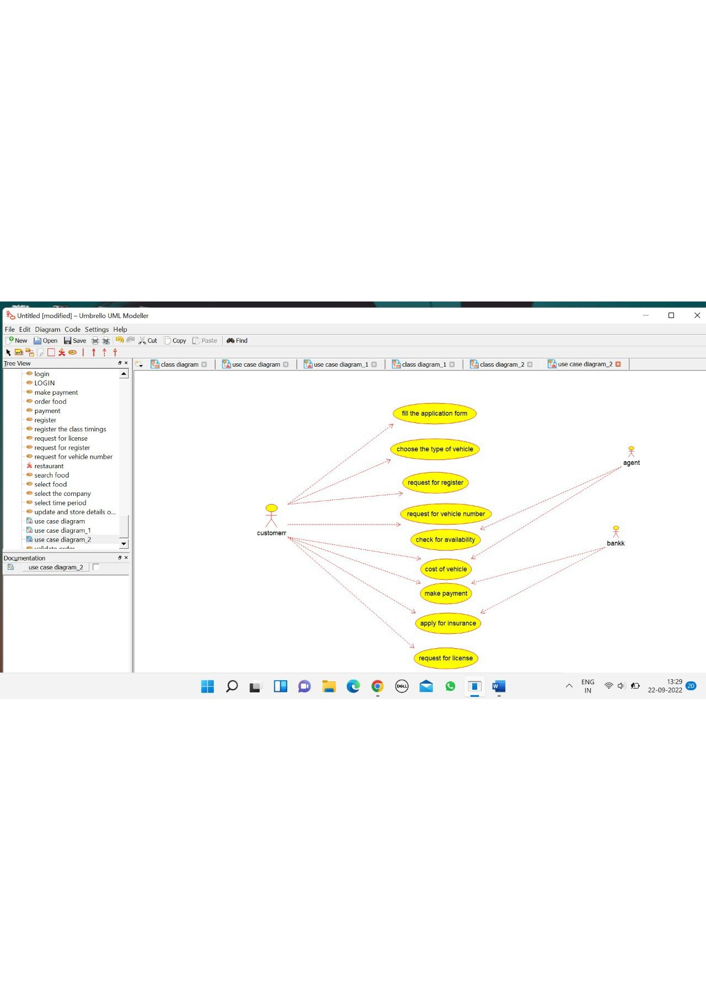 Untitled [modified] – Umbrello UML Modeller
File Edit Diagram Code Settings Help
New Open Save Cut Copy Paste Find
Tree View
class diagram use case diagram use case diagram_1 class diagram_1 class diagram_2 use case diagram_2
login
LOGIN
make payment
order food
payment
register
register the class timings
request for license
request for register
request for vehicle number
restaurant
search food
select food
select the company
select time period
update and store details o...
use case diagram
use case diagram_1
use case diagram_2
validate order
Documentation
use case diagram_2
fill the application form
choose the type of vehicle
agent
request for register
request for vehicle number
customerr
check for availability
bankk
cost of vehicle
make payment
apply for insurance
request for license
DELL
W
ENG
IN
13:29
22-09-2022
20